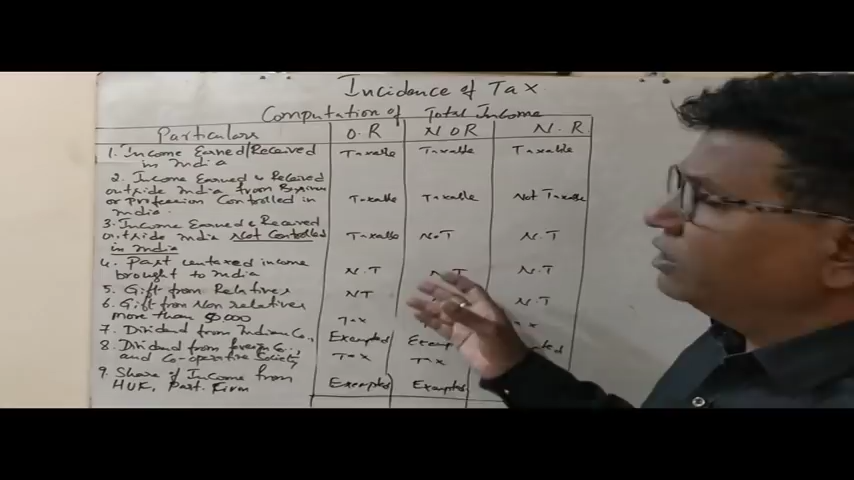 Incidence of Tax
Computation of Total Income
Particulars O.R N O R N.R
1. Income Earned/Received Taxable Taxable Taxable
in India
2. Income Earned & Received
outside India from Business
or Profession Controlled in Taxable Taxable Not Taxable
India.
3. Income Earned & Received
outside India Not Controlled Taxable Not N.T
in India
4. Past untaxed income N.T N.T N.T
brought to India
5. Gift from Relatives NT N.T
6. Gift from Non relatives
more than 50000 Tax
7. Dividend from Indian Co, Exempted
8. Dividend from foreign Co.
and Co-operative Society Tax Tax
9. Share of Income from
HUF, Part. Firm Exempted Exempted